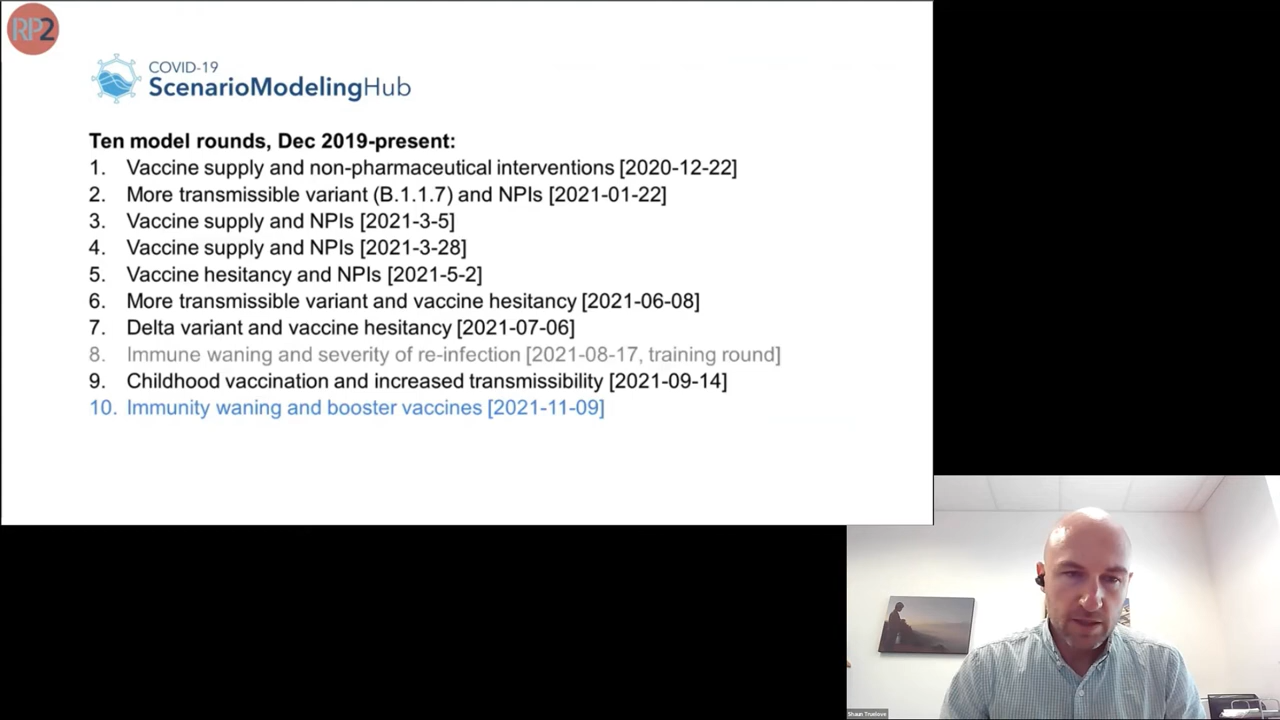 RP2
COVID-19
ScenarioModelingHub
Ten model rounds, Dec 2019-present:
1. Vaccine supply and non-pharmaceutical interventions [2020-12-22]
2. More transmissible variant (B.1.1.7) and NPIs [2021-01-22]
3. Vaccine supply and NPIs [2021-3-5]
4. Vaccine supply and NPIs [2021-3-28]
5. Vaccine hesitancy and NPIs [2021-5-2]
6. More transmissible variant and vaccine hesitancy [2021-06-08]
7. Delta variant and vaccine hesitancy [2021-07-06]
8. Immune waning and severity of re-infection [2021-08-17, training round]
9. Childhood vaccination and increased transmissibility [2021-09-14]
10. Immunity waning and booster vaccines [2021-11-09]
Shaun Truelove